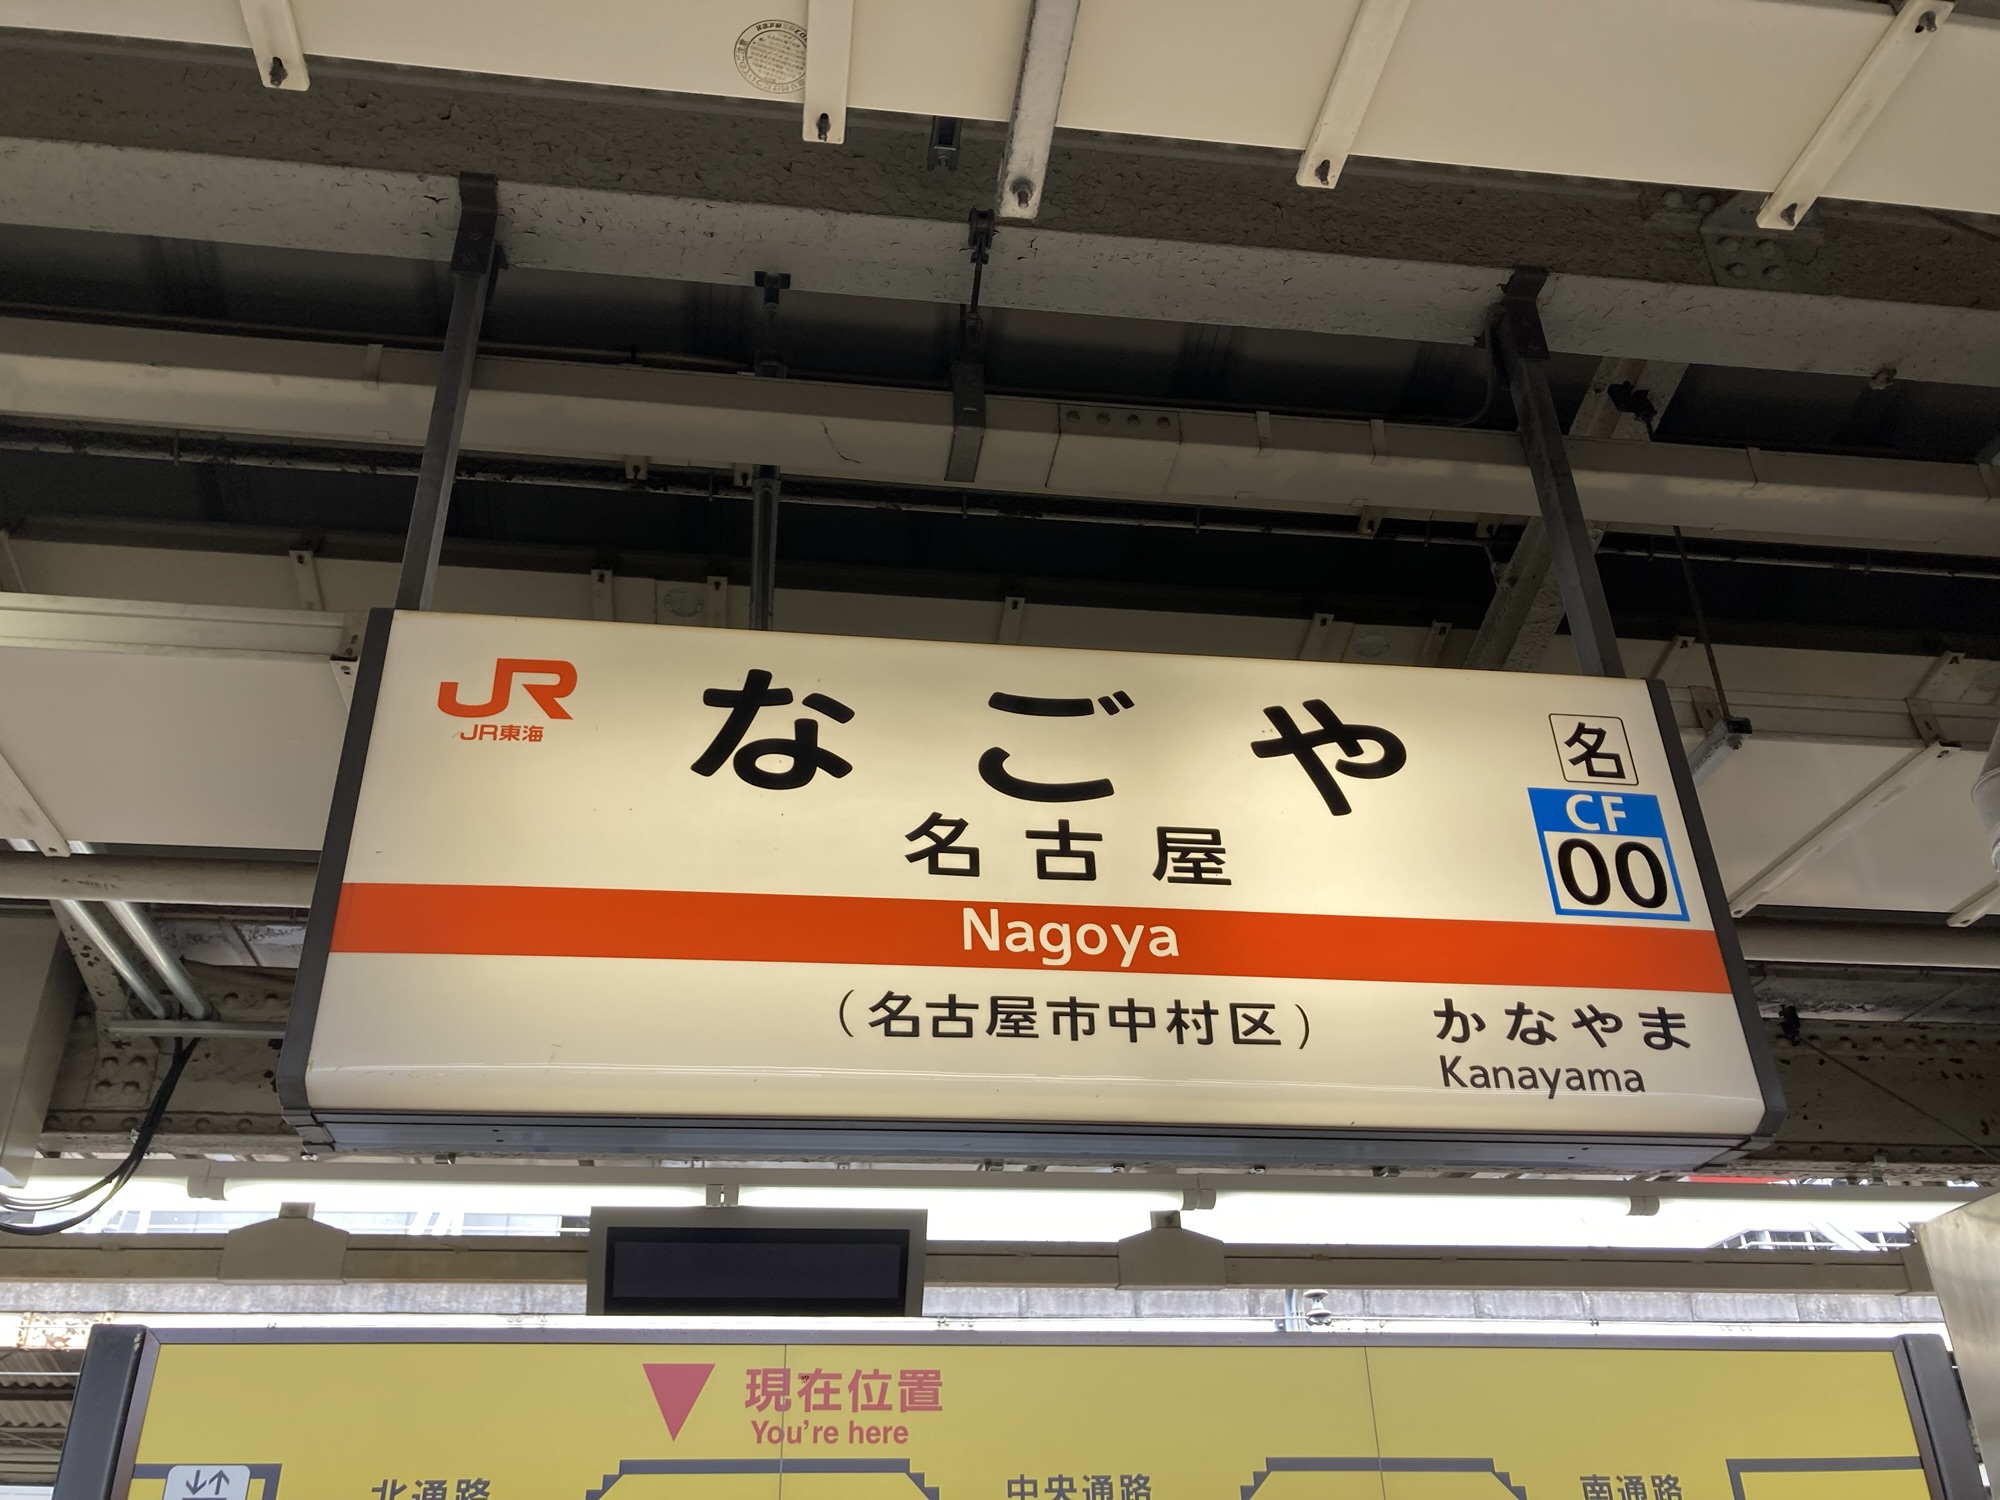 JR
JR東海
なごや
名
名古屋
CF
00
Nagoya
（名古屋市中村区）
かなやま
Kanayama
現在位置
You're here
北通路
中央通路
南通路